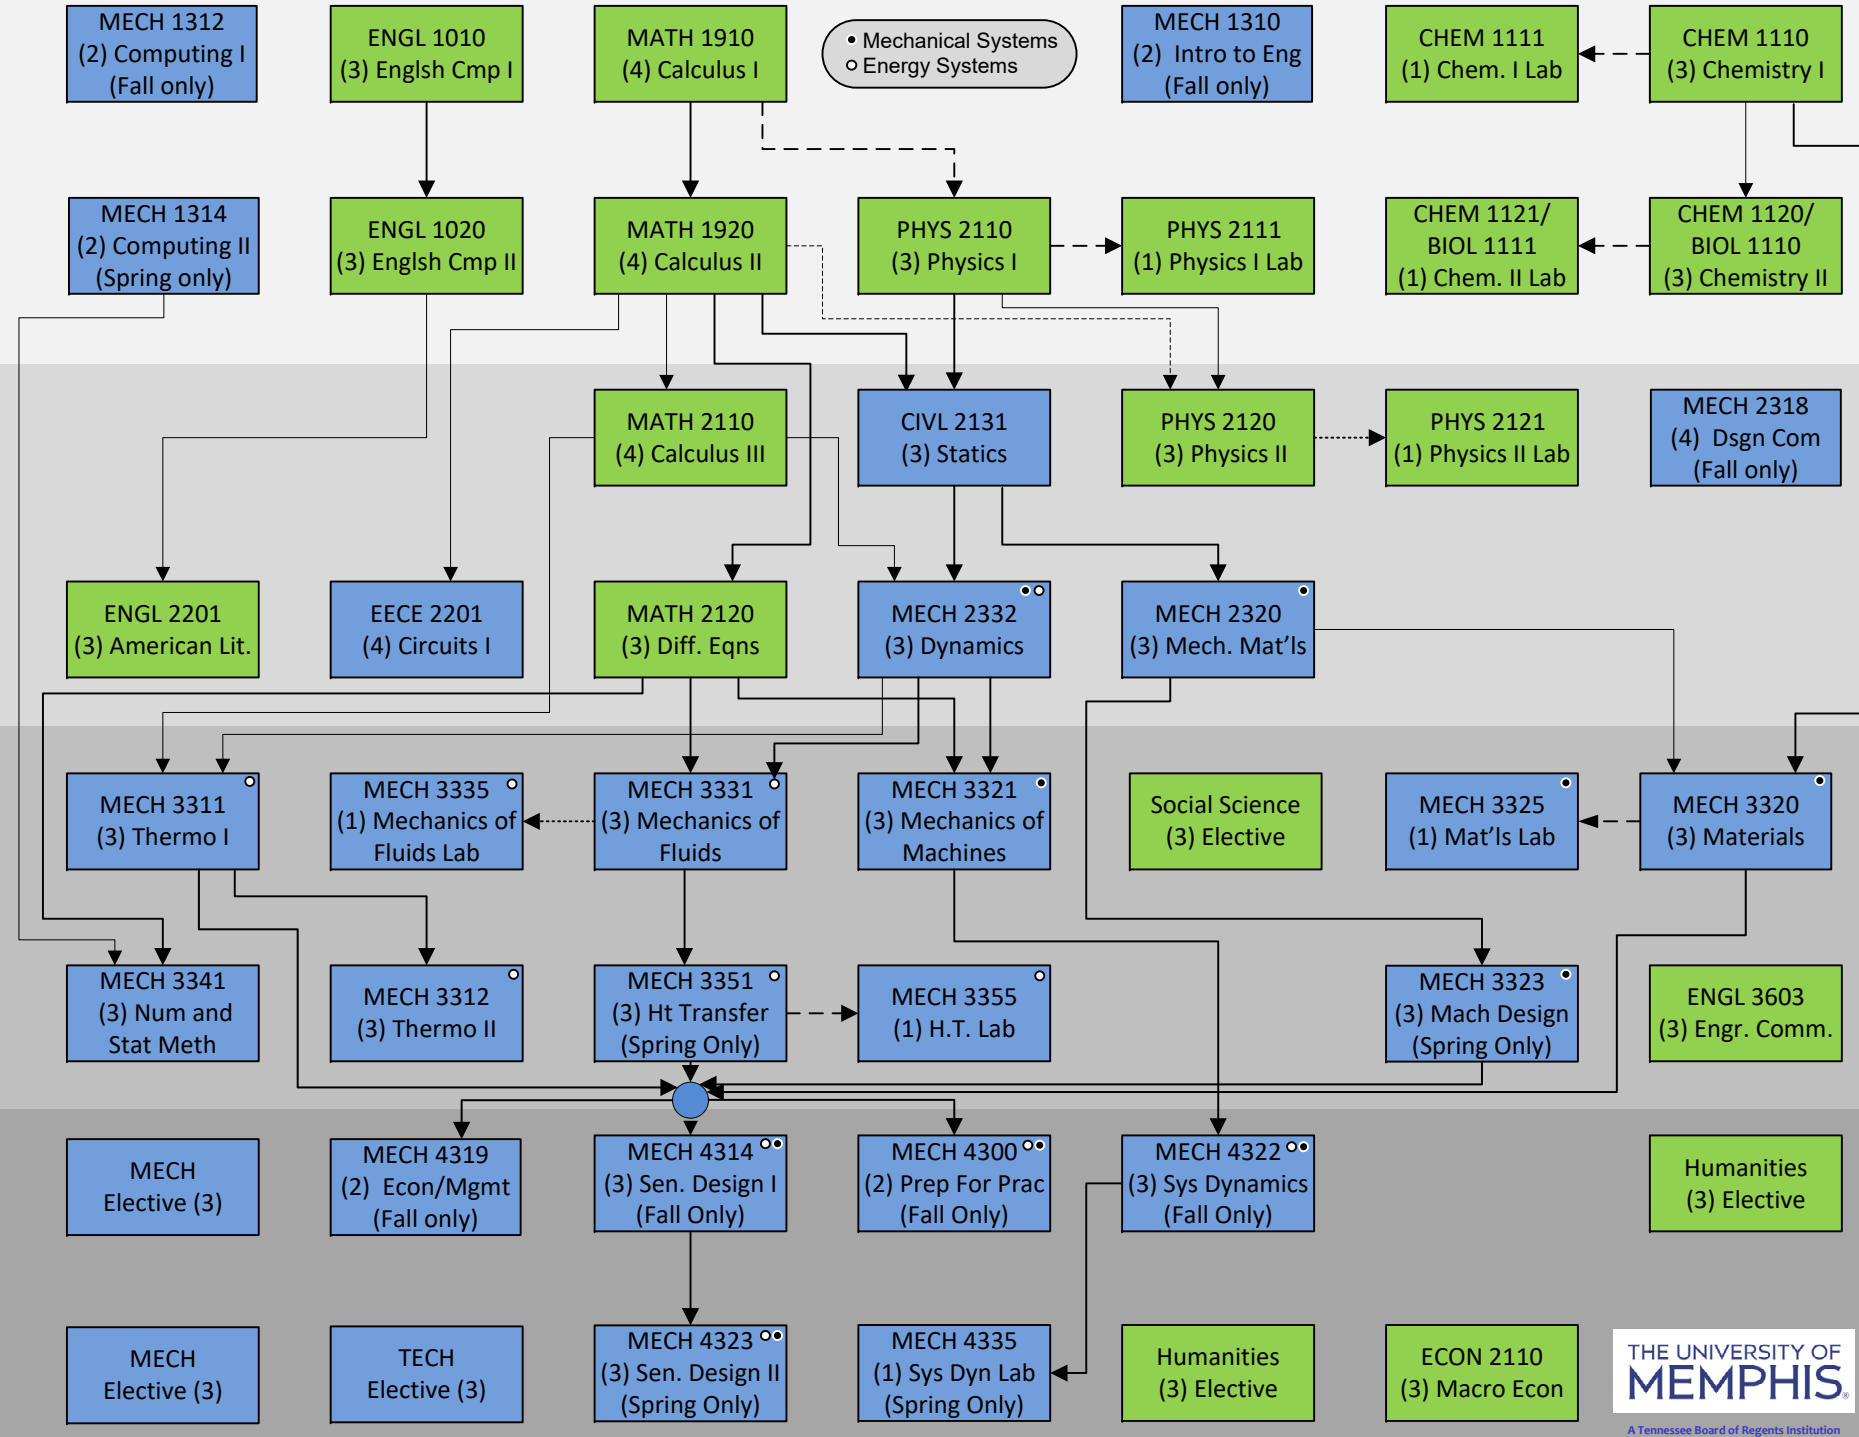 MECH 1312
(2) Computing I
(Fall only)
ENGL 1010
(3) Englsh Cmp I
MATH 1910
(4) Calculus I
Mechanical Systems
Energy Systems
MECH 1310
(2) Intro to Eng
(Fall only)
CHEM 1111
(1) Chem. I Lab
CHEM 1110
(3) Chemistry I
MECH 1314
(2) Computing II
(Spring only)
ENGL 1020
(3) Englsh Cmp II
MATH 1920
(4) Calculus II
PHYS 2110
(3) Physics I
PHYS 2111
(1) Physics I Lab
CHEM 1121/
BIOL 1111
(1) Chem. II Lab
CHEM 1120/
BIOL 1110
(3) Chemistry II
MATH 2110
(4) Calculus III
CIVL 2131
(3) Statics
PHYS 2120
(3) Physics II
PHYS 2121
(1) Physics II Lab
MECH 2318
(4) Dsgn Com
(Fall only)
ENGL 2201
(3) American Lit.
EECE 2201
(4) Circuits I
MATH 2120
(3) Diff. Eqns
MECH 2332
(3) Dynamics
MECH 2320
(3) Mech. Mat’ls
MECH 3311
(3) Thermo I
MECH 3335
(1) Mechanics of
Fluids Lab
MECH 3331
(3) Mechanics of
Fluids
MECH 3321
(3) Mechanics of
Machines
Social Science
(3) Elective
MECH 3325
(1) Mat’ls Lab
MECH 3320
(3) Materials
MECH 3341
(3) Num and
Stat Meth
MECH 3312
(3) Thermo II
MECH 3351
(3) Ht Transfer
(Spring Only)
MECH 3355
(1) H.T. Lab
MECH 3323
(3) Mach Design
(Spring Only)
ENGL 3603
(3) Engr. Comm.
MECH
Elective (3)
MECH 4319
(2) Econ/Mgmt
(Fall only)
MECH 4314
(3) Sen. Design I
(Fall Only)
MECH 4300
(2) Prep For Prac
(Fall Only)
MECH 4322
(3) Sys Dynamics
(Fall Only)
Humanities
(3) Elective
MECH
Elective (3)
TECH
Elective (3)
MECH 4323
(3) Sen. Design II
(Spring Only)
MECH 4335
(1) Sys Dyn Lab
(Spring Only)
Humanities
(3) Elective
ECON 2110
(3) Macro Econ
THE UNIVERSITY OF
MEMPHIS®
A Tennessee Board of Regents Institution